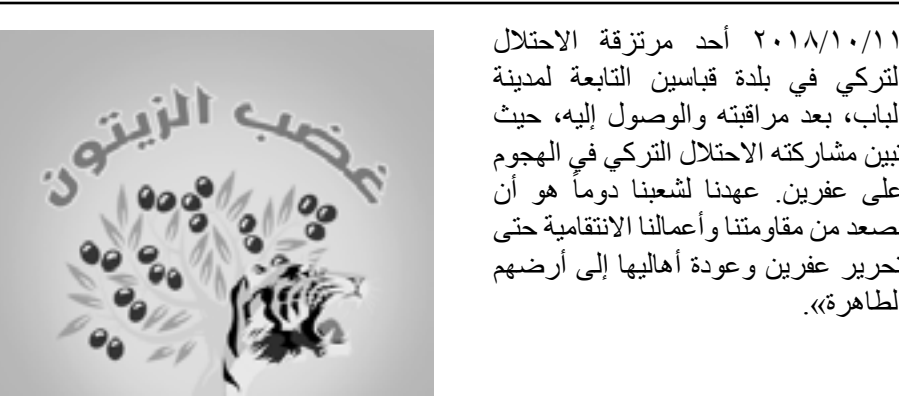 ٢٠١٨/١٠/١١ أحد مرتزقة الاحتلال
لتركي في بلدة قباسين التابعة لمدينة
لباب، بعد مراقبته والوصول إليه، حيث
تبين مشاركته الاحتلال التركي في الهجوم
على عفرين. عهدنا لشعبنا دوماً هو أن
صعد من مقاومتنا وأعمالنا الانتقامية حتى
تحرير عفرين وعودة أهاليها إلى أرضهم
لطاهرة».
غضب الزيتون